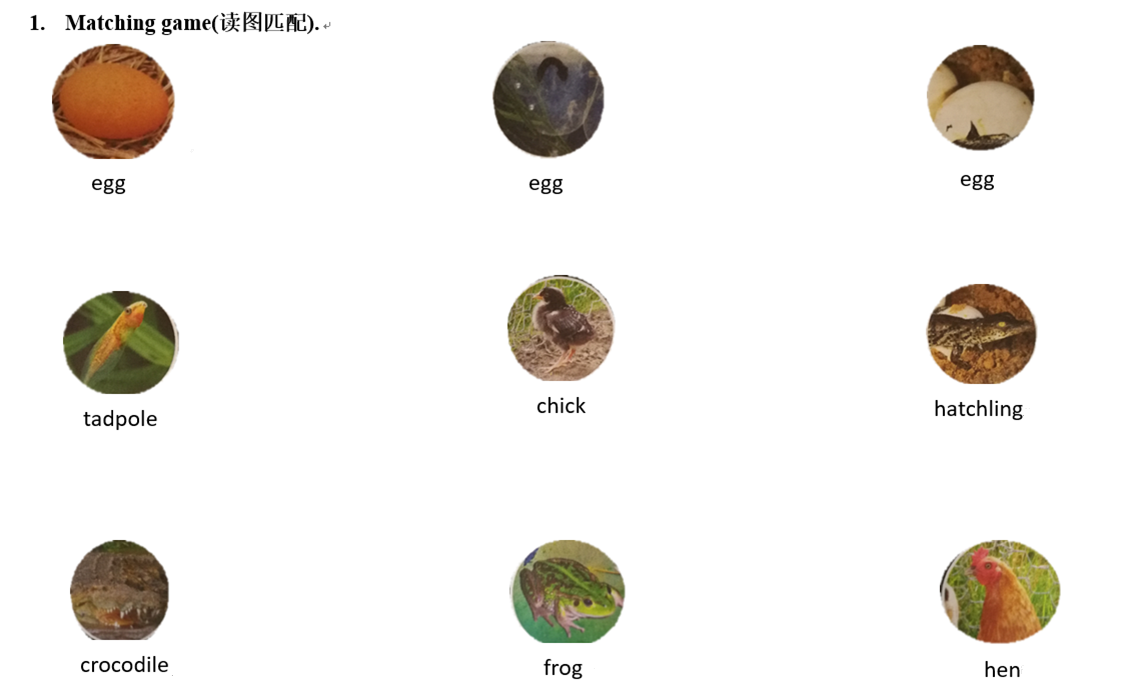 1. Matching game(读图匹配).
egg egg egg
tadpole chick hatchling
crocodile frog hen